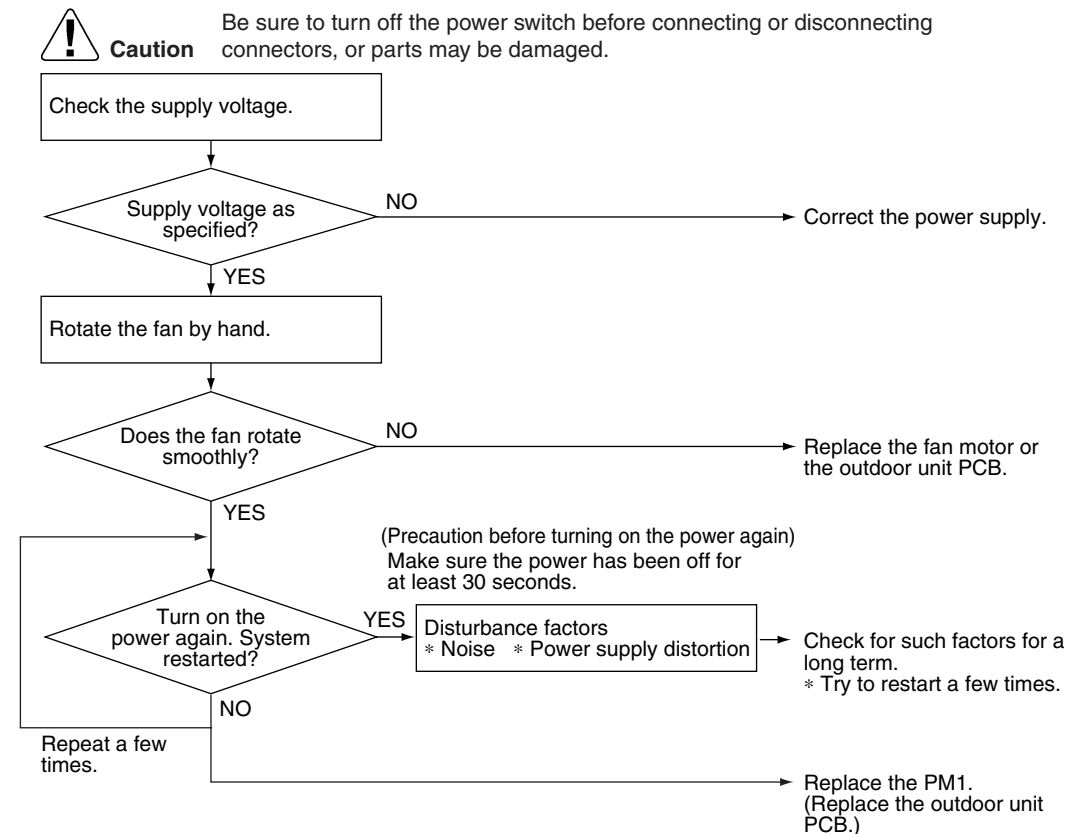 Be sure to turn off the power switch before connecting or disconnecting
Caution connectors, or parts may be damaged.
Check the supply voltage.
Supply voltage as
specified?
NO
Correct the power supply.
YES
Rotate the fan by hand.
Does the fan rotate
smoothly?
NO
Replace the fan motor or
the outdoor unit PCB.
YES
(Precaution before turning on the power again)
Make sure the power has been off for
at least 30 seconds.
Turn on the
power again. System
restarted?
YES
Disturbance factors
* Noise * Power supply distortion
Check for such factors for a
long term.
* Try to restart a few times.
NO
Repeat a few
times.
Replace the PM1.
(Replace the outdoor unit
PCB.)